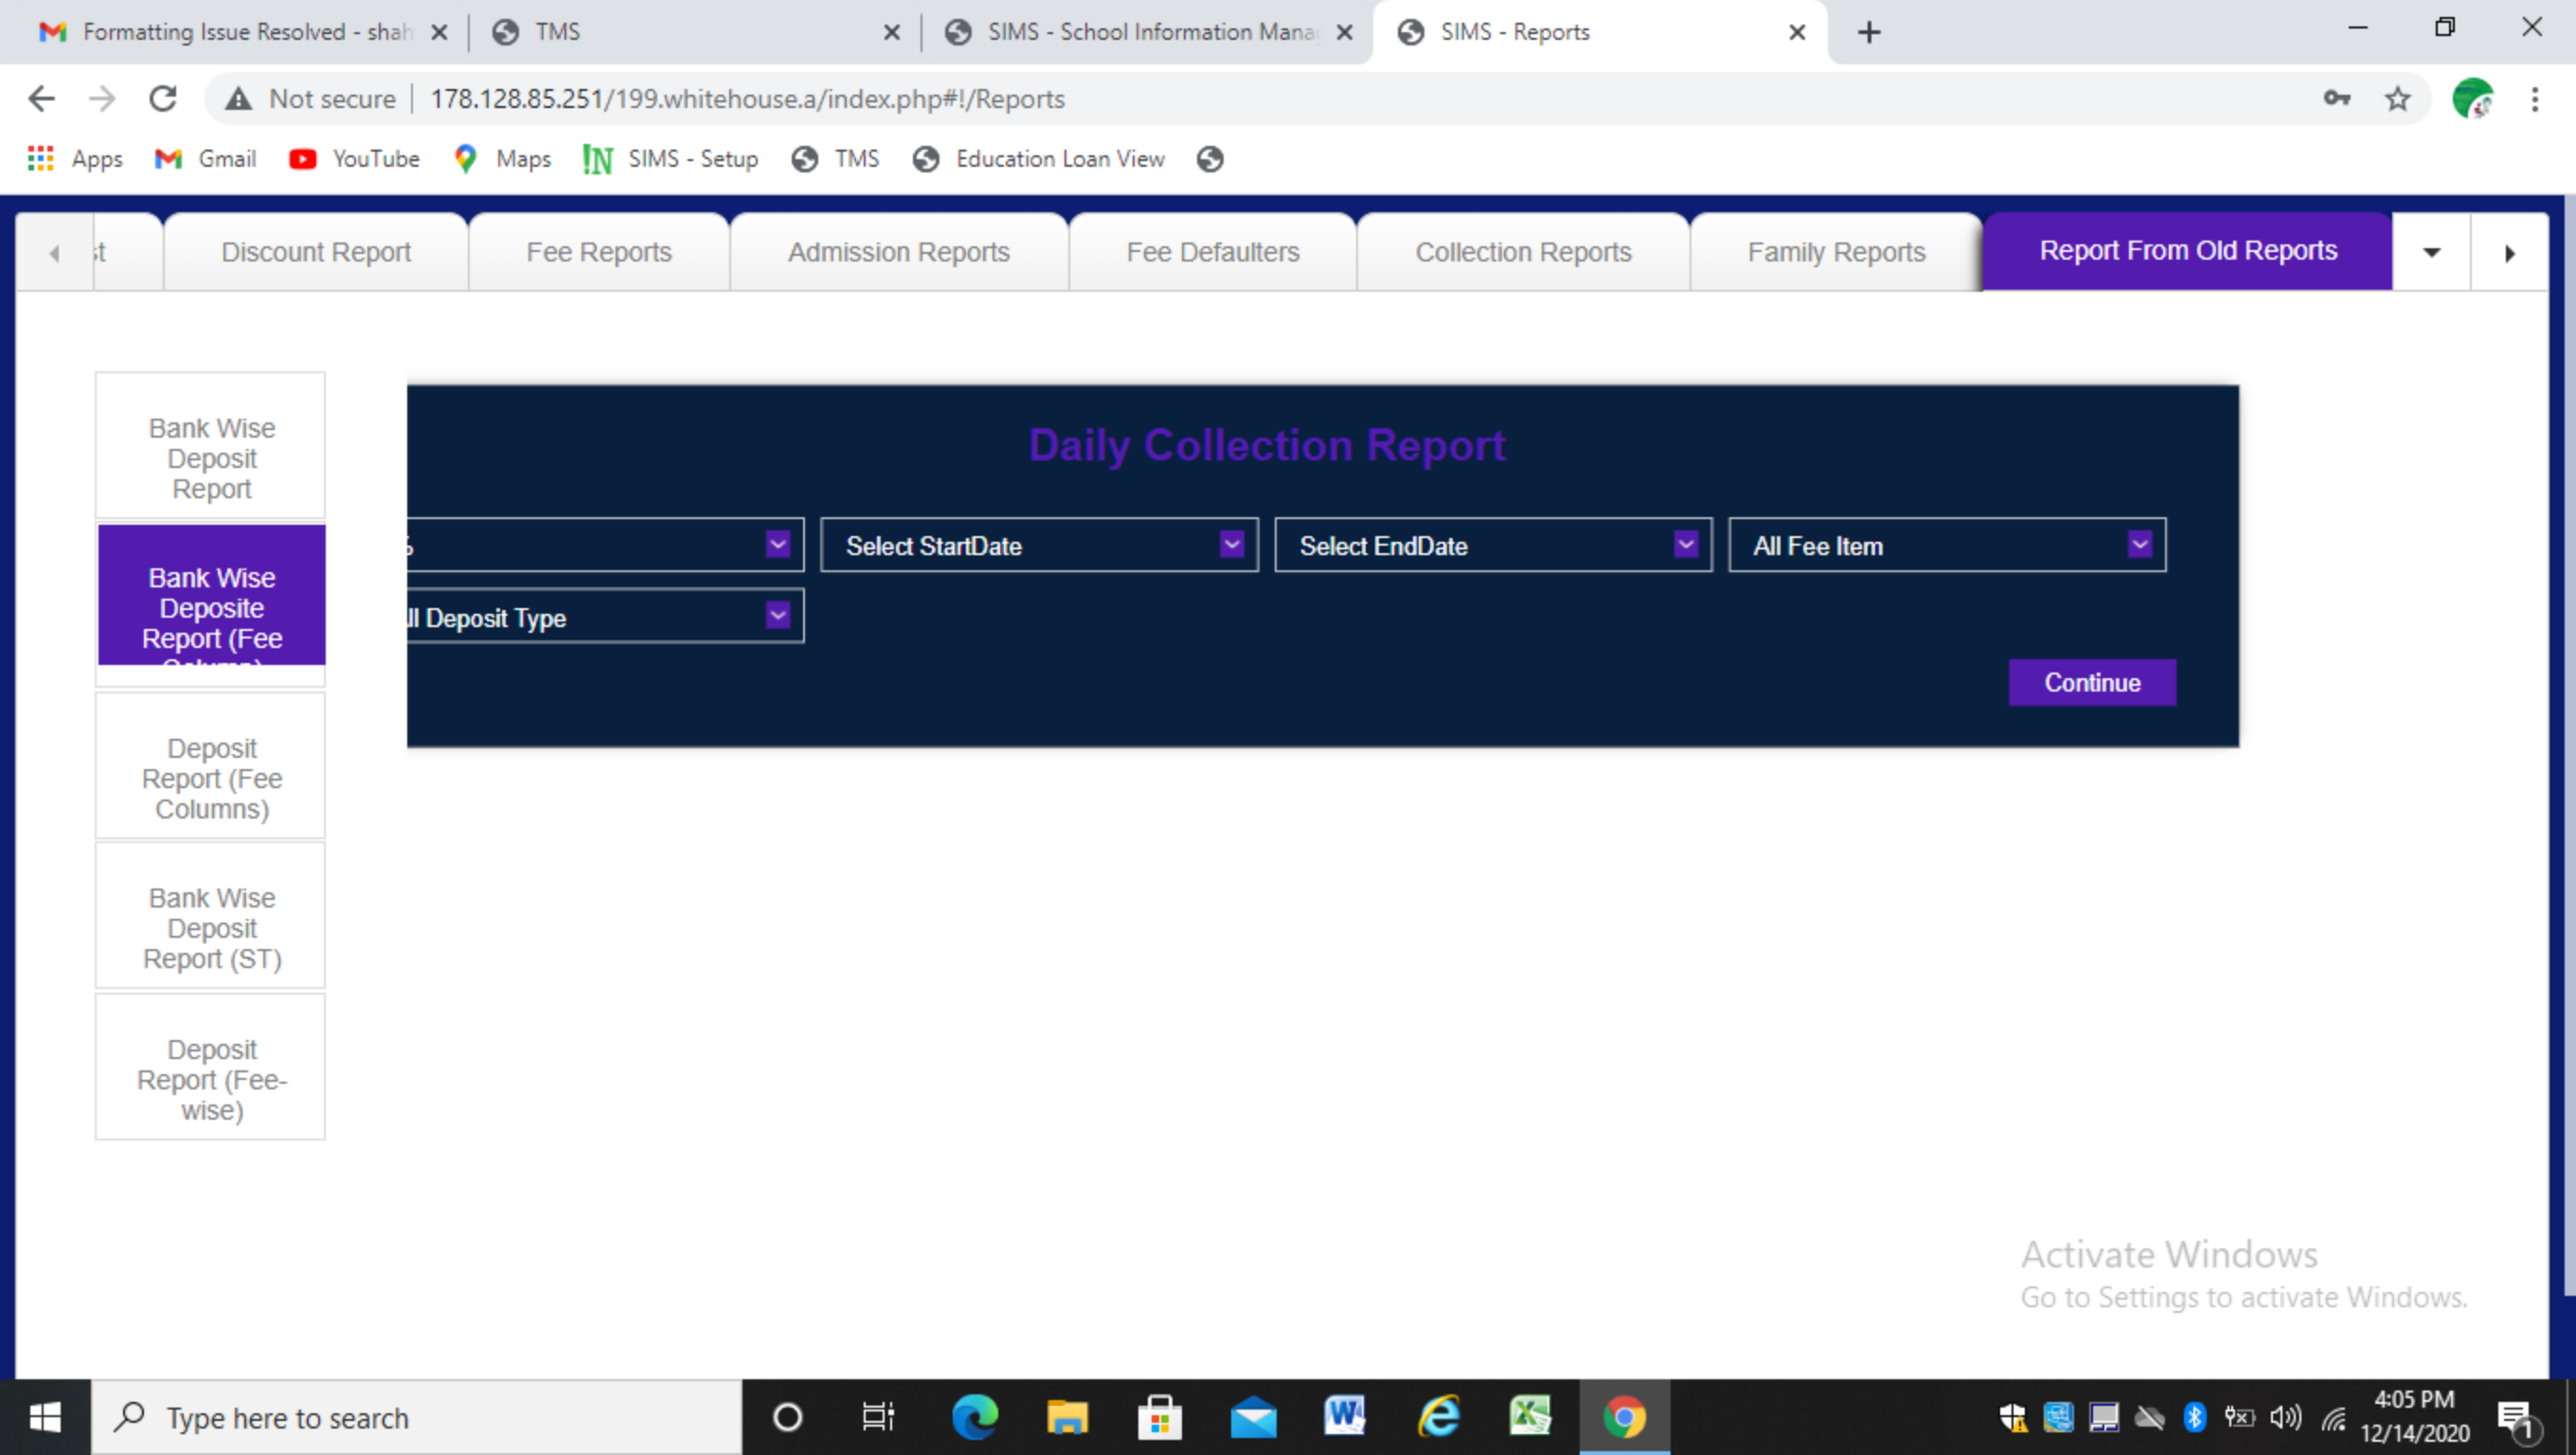 Formatting Issue Resolved - shah
TMS
SIMS - School Information Mana
SIMS - Reports
Not secure
178.128.85.251/199.whitehouse.a/index.php#!/Reports
Apps
Gmail
YouTube
Maps
SIMS - Setup
TMS
Education Loan View
st
Discount Report
Fee Reports
Admission Reports
Fee Defaulters
Collection Reports
Family Reports
Report From Old Reports
Bank Wise
Deposit
Report
Bank Wise
Deposite
Report (Fee
Column)
Deposit
Report (Fee
Columns)
Bank Wise
Deposit
Report (ST)
Deposit
Report (Fee-
wise)
Daily Collection Report
Select StartDate
Select EndDate
All Fee Item
ll Deposit Type
Continue
Activate Windows
Go to Settings to activate Windows.
Type here to search
4:05 PM
12/14/2020
1